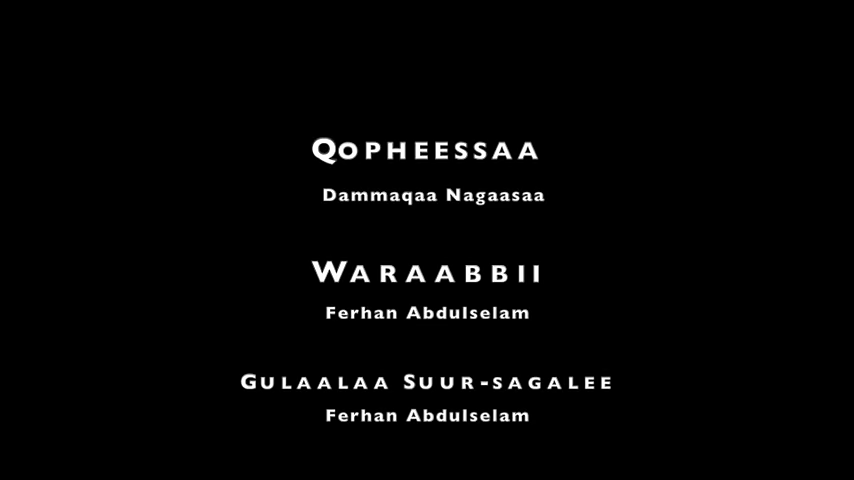 QOPHEESSAA
Dammaqaa Nagaasaa
WARAABBII
Ferhan Abdulselam
GULAALAA SUUR-SAGALEE
Ferhan Abdulselam